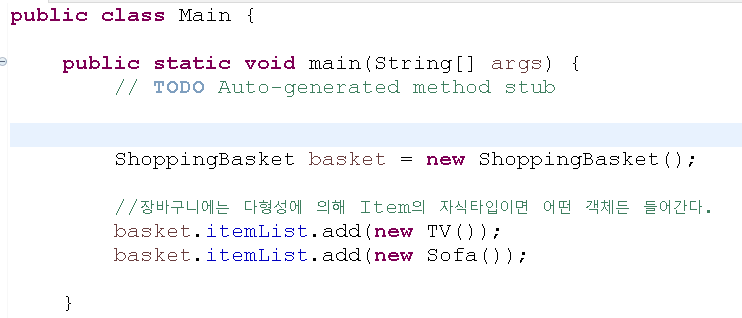 public class Main {
public static void main(String[] args) {
// TODO Auto-generated method stub
ShoppingBasket basket = new ShoppingBasket();
//장바구니에는 다형성에 의해 Item의 자식타입이면 어떤 객체든 들어간다.
basket.itemList.add(new TV());
basket.itemList.add(new Sofa());
}